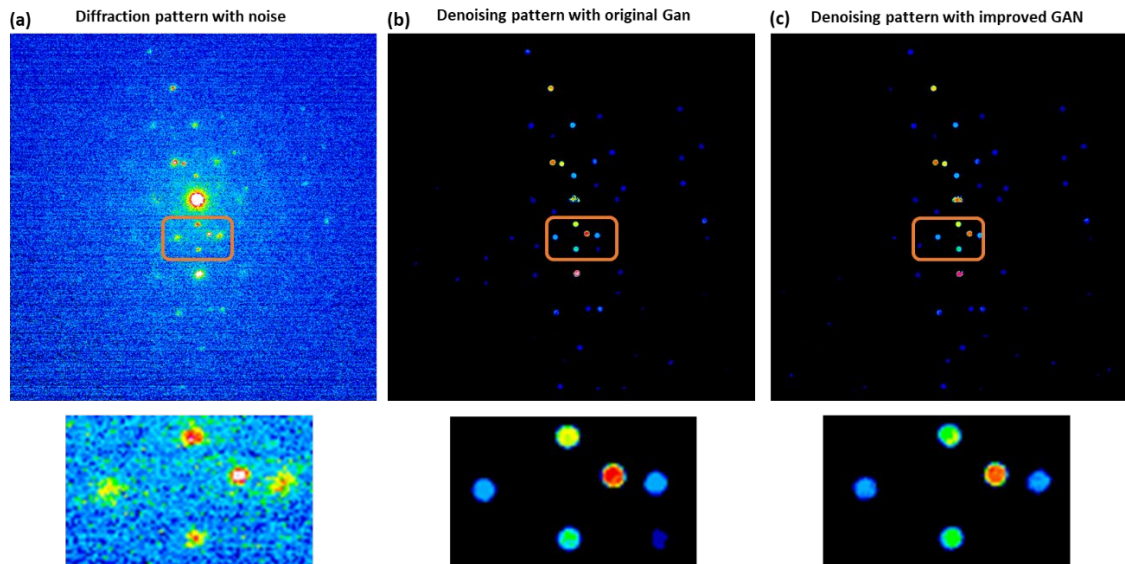 (a) Diffraction pattern with noise
(b) Denoising pattern with original Gan
(c) Denoising pattern with improved GAN